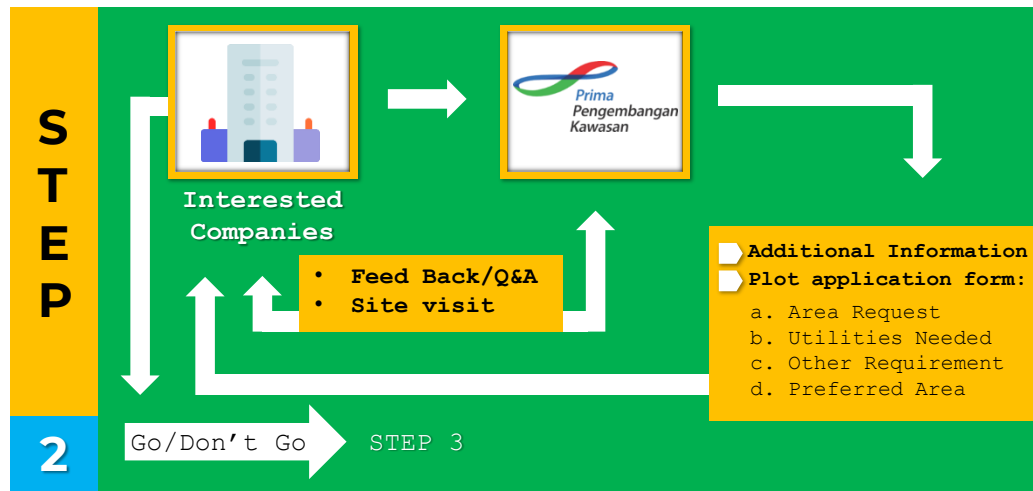 STEP
2
Interested
Companies
Prima
Pengembangan
Kawasan
• Feed Back/Q&A
• Site visit
Additional Information
Plot application form:
a. Area Request
b. Utilities Needed
c. Other Requirement
d. Preferred Area
Go/Don't Go
STEP 3